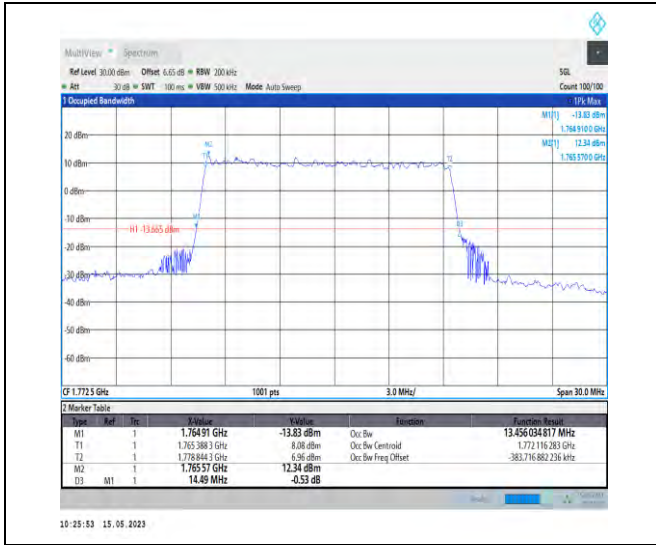 MultiView Spectrum
Ref Level 30.00 dBm Offset 6.65 dB RBW 200 kHz SGL
Att 30 dB SWT 100 ms VBW 500 kHz Mode Auto Sweep Count 100/100
1 Occupied Bandwidth 1Pk Max
M1[1] -13.83 dBm
1.764 910 0 GHz
M2[1] 12.34 dBm
1.765 570 0 GHz
20 dBm
M2
T1
T2
10 dBm
0 dBm
-10 dBm
M1
D3
H1 -13.665 dBm
-20 dBm
-30 dBm
-40 dBm
-50 dBm
-60 dBm
CF 1.772 5 GHz 1001 pts 3.0 MHz/ Span 30.0 MHz
2 Marker Table
Type Ref Trc X-Value Y-Value Function Function Result
M1 1 1.764 91 GHz -13.83 dBm Occ Bw 13.456 034 817 MHz
T1 1 1.765 388 3 GHz 8.08 dBm Occ Bw Centroid 1.772 116 283 GHz
T2 1 1.778 844 3 GHz 6.96 dBm Occ Bw Freq Offset -383.716 882 236 kHz
M2 1 1.765 57 GHz 12.34 dBm
D3 M1 1 14.49 MHz -0.53 dB
10:25:53 15.05.2023